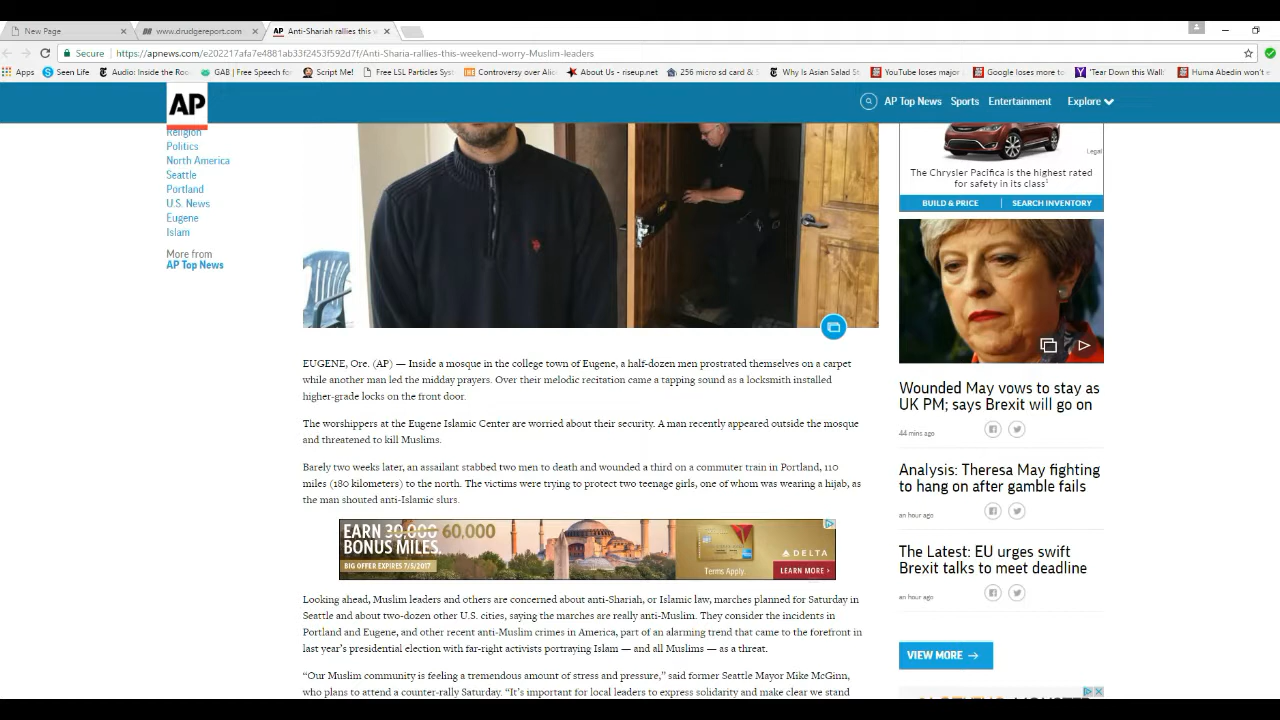 New Page
www.drudgereport.com
AP Anti-Shariah rallies this w
Secure
https://apnews.com/e202217afa7e4881ab33f2453f592d7f/Anti-Sharia-rallies-this-weekend-worry-Muslim-leaders
Apps
Seen Life
Audio: Inside the Roo
GAB | Free Speech fo
Script Me!
Free LSL Particles Sys
Controversy over Ali
About Us - riseup.net
256 micro sd card & S
Why Is Asian Salad St
YouTube loses major
Google loses more to
'Tear Down this Wall:
Huma Abedin won't e
AP
AP Top News
Sports
Entertainment
Explore
Religion
Politics
North America
Seattle
Portland
U.S. News
Eugene
Islam
More from
AP Top News
EUGENE, Ore. (AP) — Inside a mosque in the college town of Eugene, a half-dozen men prostrated themselves on a carpet
while another man led the midday prayers. Over their melodic recitation came a tapping sound as a locksmith installed
higher-grade locks on the front door.
The worshippers at the Eugene Islamic Center are worried about their security. A man recently appeared outside the mosque
and threatened to kill Muslims.
Barely two weeks later, an assailant stabbed two men to death and wounded a third on a commuter train in Portland, 110
miles (180 kilometers) to the north. The victims were trying to protect two teenage girls, one of whom was wearing a hijab, as
the man shouted anti-Islamic slurs.
EARN 30,000 60,000
BONUS MILES.
BIG OFFER EXPIRES 7/5/2017
Terms Apply.
DELTA
LEARN MORE
Looking ahead, Muslim leaders and others are concerned about anti-Shariah, or Islamic law, marches planned for Saturday in
Seattle and about two-dozen other U.S. cities, saying the marches are really anti-Muslim. They consider the incidents in
Portland and Eugene, and other recent anti-Muslim crimes in America, part of an alarming trend that came to the forefront in
last year's presidential election with far-right activists portraying Islam — and all Muslims — as a threat.
“Our Muslim community is feeling a tremendous amount of stress and pressure,” said former Seattle Mayor Mike McGinn,
who plans to attend a counter-rally Saturday. “It's important for local leaders to express solidarity and make clear we stand
Legal
The Chrysler Pacifica is the highest rated
for safety in its class¹
BUILD & PRICE
SEARCH INVENTORY
Wounded May vows to stay as
UK PM; says Brexit will go on
44 mins ago
Analysis: Theresa May fighting
to hang on after gamble fails
an hour ago
The Latest: EU urges swift
Brexit talks to meet deadline
an hour ago
VIEW MORE